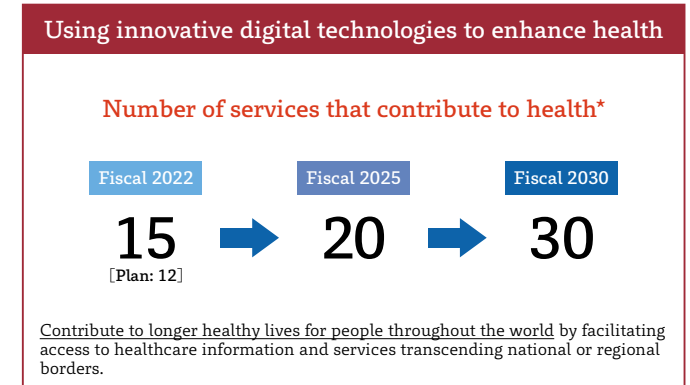 Using innovative digital technologies to enhance health
Number of services that contribute to health*
Fiscal 2022
Fiscal 2025
Fiscal 2030
15
20
30
[Plan: 12]
Contribute to longer healthy lives for people throughout the world by facilitating
access to healthcare information and services transcending national or regional
borders.